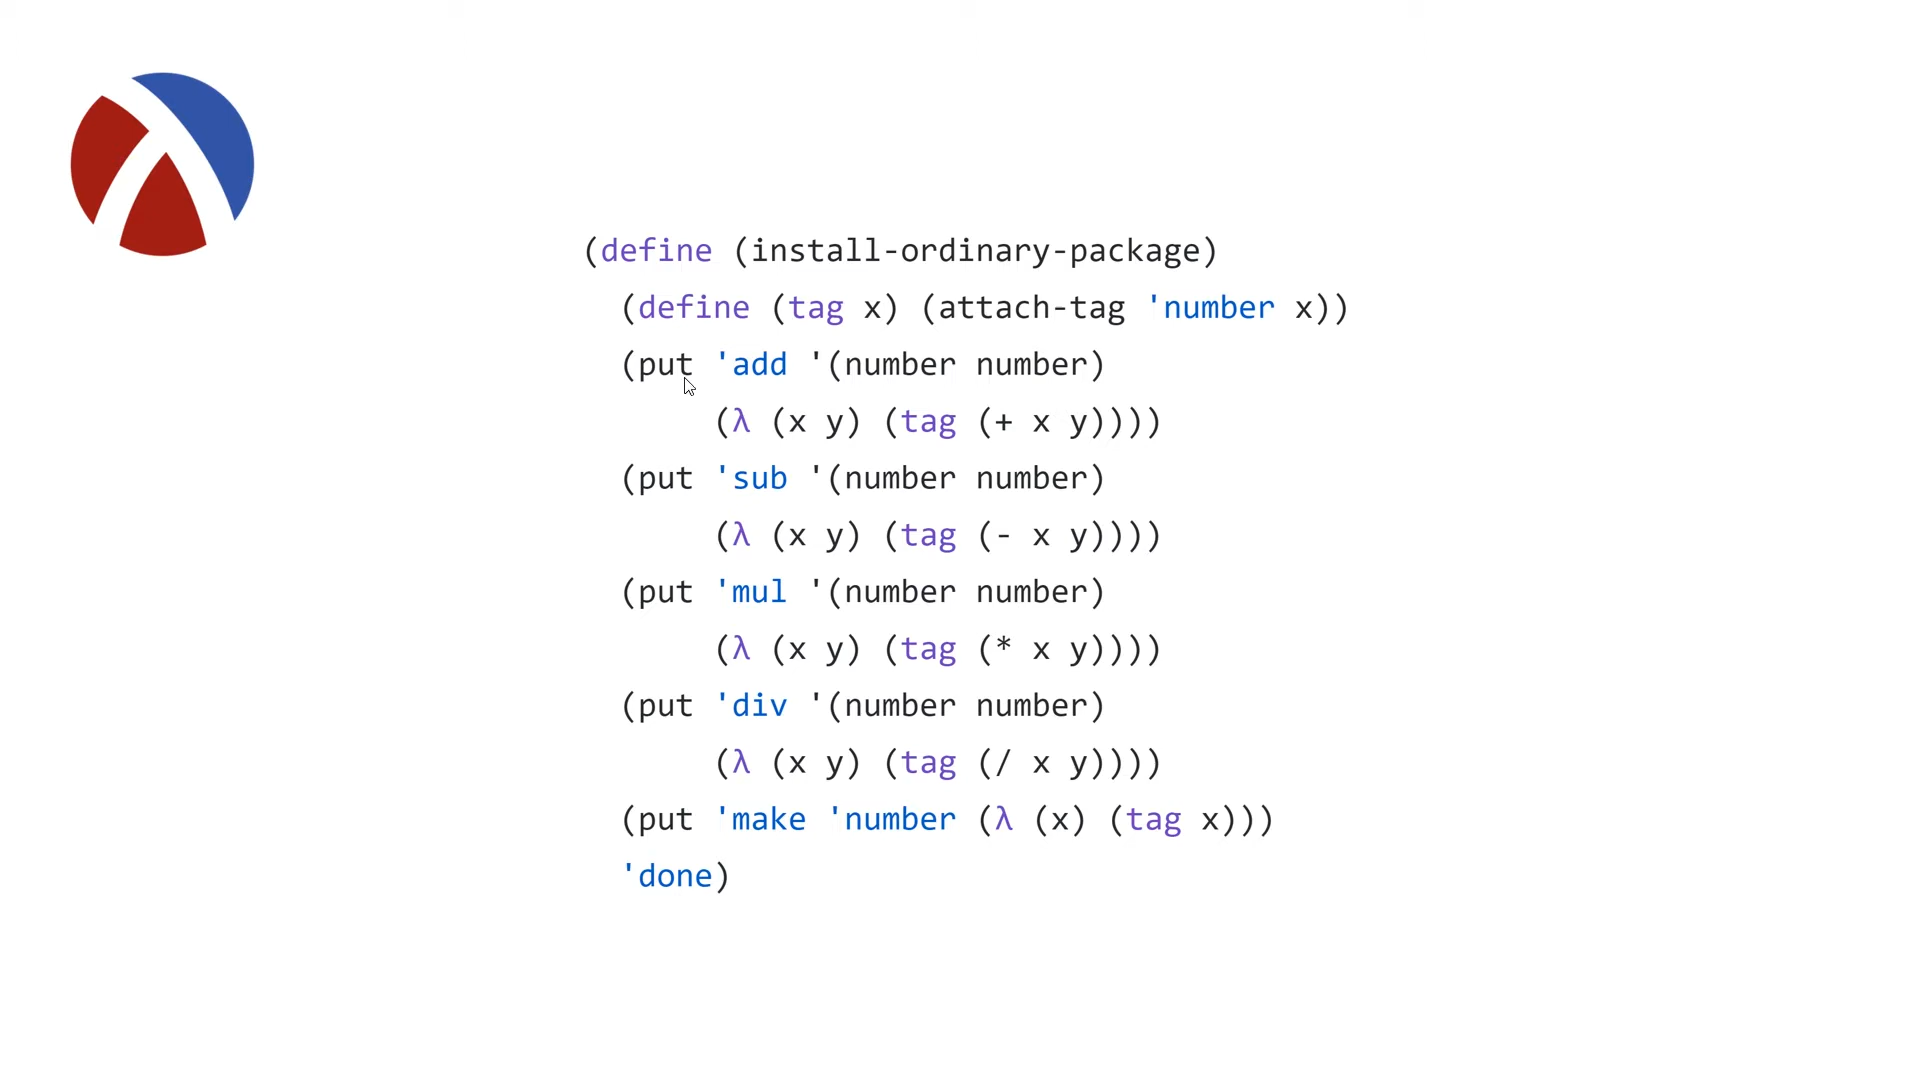 (define (install-ordinary-package)
  (define (tag x) (attach-tag 'number x))
  (put 'add '(number number)
       (λ (x y) (tag (+ x y))))
  (put 'sub '(number number)
       (λ (x y) (tag (- x y))))
  (put 'mul '(number number)
       (λ (x y) (tag (* x y))))
  (put 'div '(number number)
       (λ (x y) (tag (/ x y))))
  (put 'make 'number (λ (x) (tag x)))
  'done)